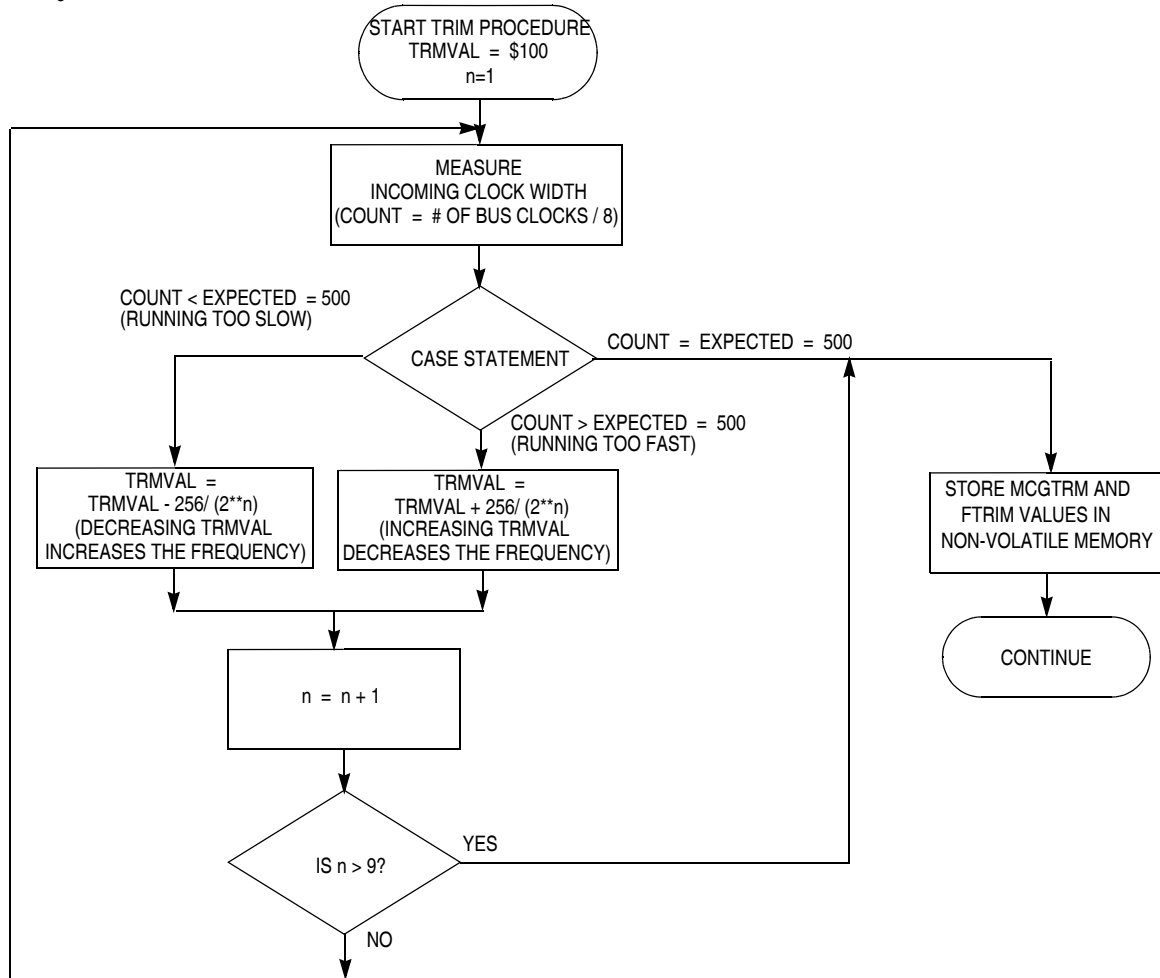 START TRIM PROCEDURE
TRMVAL = $100
n=1
MEASURE
INCOMING CLOCK WIDTH
(COUNT = # OF BUS CLOCKS / 8)
COUNT < EXPECTED = 500
(RUNNING TOO SLOW)
CASE STATEMENT
COUNT = EXPECTED = 500
COUNT > EXPECTED = 500
(RUNNING TOO FAST)
TRMVAL =
TRMVAL - 256/ (2**n)
(DECREASING TRMVAL
INCREASES THE FREQUENCY)
TRMVAL =
TRMVAL + 256/ (2**n)
(INCREASING TRMVAL
DECREASES THE FREQUENCY)
STORE MCGTRM AND
FTRIM VALUES IN
NON-VOLATILE MEMORY
CONTINUE
n = n + 1
IS n > 9?
YES
NO